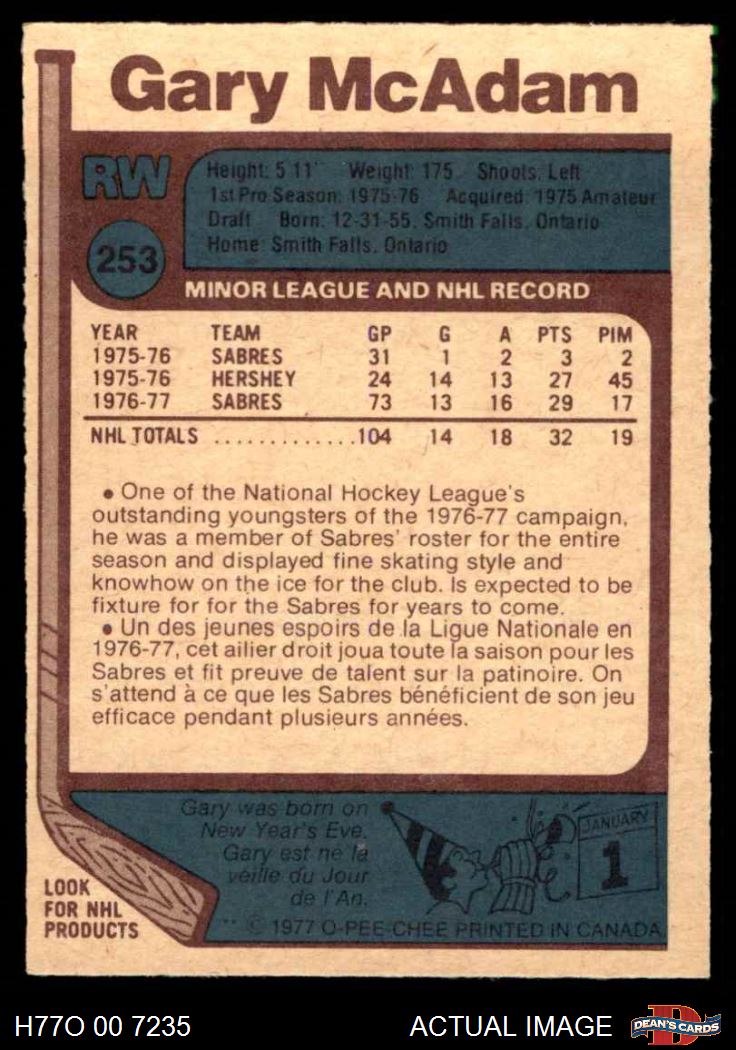 Gary McAdam
RW
253
Height: 5 11" Weight: 175 Shoots: Left
1st Pro Season: 1975-76 Acquired: 1975 Amateur
Draft Born: 12-31-55, Smith Falls, Ontario
Home: Smith Falls, Ontario
MINOR LEAGUE AND NHL RECORD
YEAR TEAM GP G A PTS PIM
1975-76 SABRES 31 1 2 3 2
1975-76 HERSHEY 24 14 13 27 45
1976-77 SABRES 73 13 16 29 17
NHL TOTALS .............104 14 18 32 19
• One of the National Hockey League's
outstanding youngsters of the 1976-77 campaign,
he was a member of Sabres' roster for the entire
season and displayed fine skating style and
knowhow on the ice for the club. Is expected to be
fixture for for the Sabres for years to come.
• Un des jeunes espoirs de la Ligue Nationale en
1976-77, cet ailier droit joua toute la saison pour les
Sabres et fit preuve de talent sur la patinoire. On
s'attend à ce que les Sabres bénéficient de son jeu
efficace pendant plusieurs années.
Gary was born on
New Year's Eve.
Gary est né la
veille du Jour
de l'An.
JANUARY
1
LOOK
FOR NHL
PRODUCTS
** © 1977 O-PEE-CHEE PRINTED IN CANADA
H77O 00 7235
ACTUAL IMAGE
D
DEAN'S CARDS